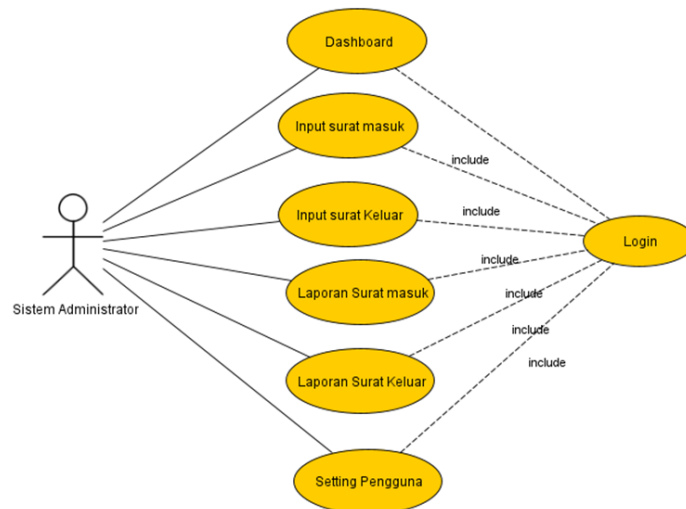 Dashboard
Input surat masuk
include
Input surat Keluar
include
Login
include
Laporan Surat masuk
include
Sistem Administrator
include
include
Laporan Surat Keluar
Setting Pengguna